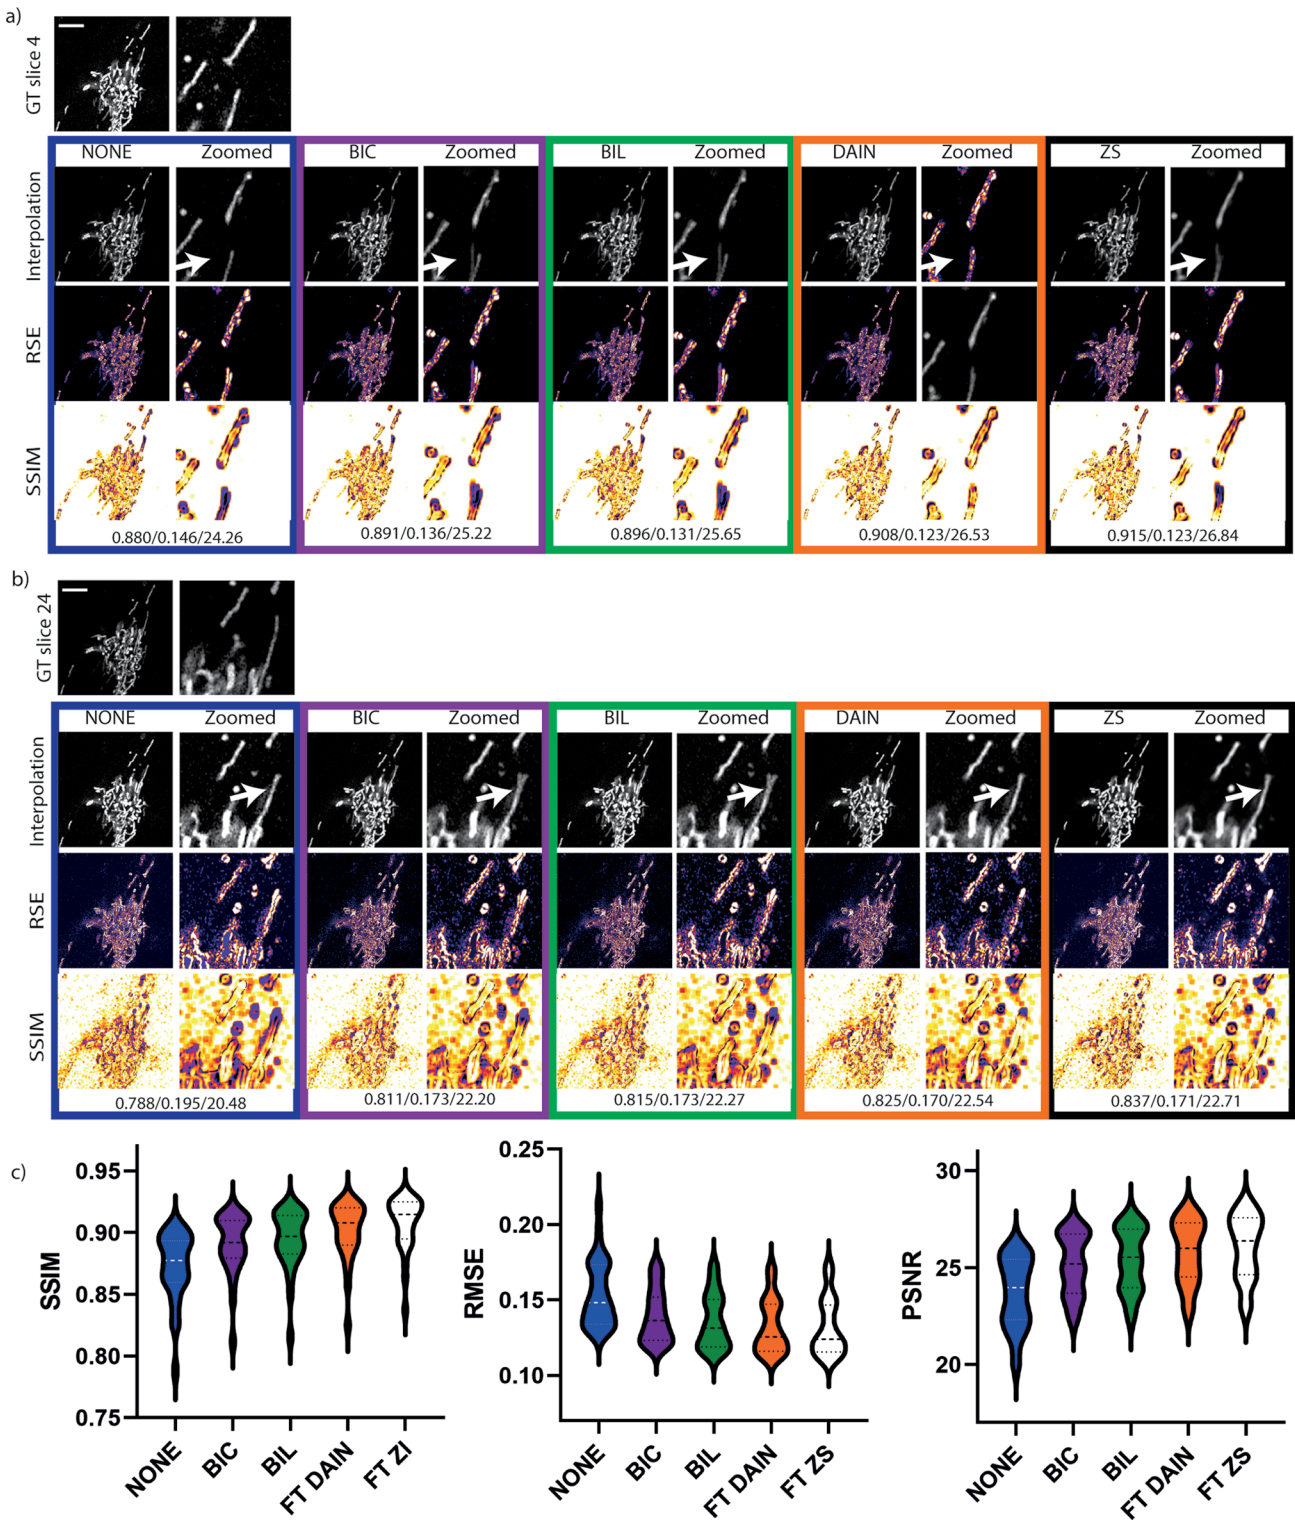 a)
GT slice 4
NONE Zoomed BIC Zoomed BIL Zoomed DAIN Zoomed ZS Zoomed
Interpolation
RSE
SSIM
0.880/0.146/24.26 0.891/0.136/25.22 0.896/0.131/25.65 0.908/0.123/26.53 0.915/0.123/26.84
b)
GT slice 24
NONE Zoomed BIC Zoomed BIL Zoomed DAIN Zoomed ZS Zoomed
Interpolation
RSE
SSIM
0.788/0.195/20.48 0.811/0.173/22.20 0.815/0.173/22.27 0.825/0.170/22.54 0.837/0.171/22.71
c)
SSIM
0.95
0.90
0.85
0.80
0.75
NONE BIC BIL FT DAIN FT ZI
RMSE
0.25
0.20
0.15
0.10
NONE BIC BIL FT DAIN FT ZS
PSNR
30
25
20
NONE BIC BIL FT DAIN FT ZS